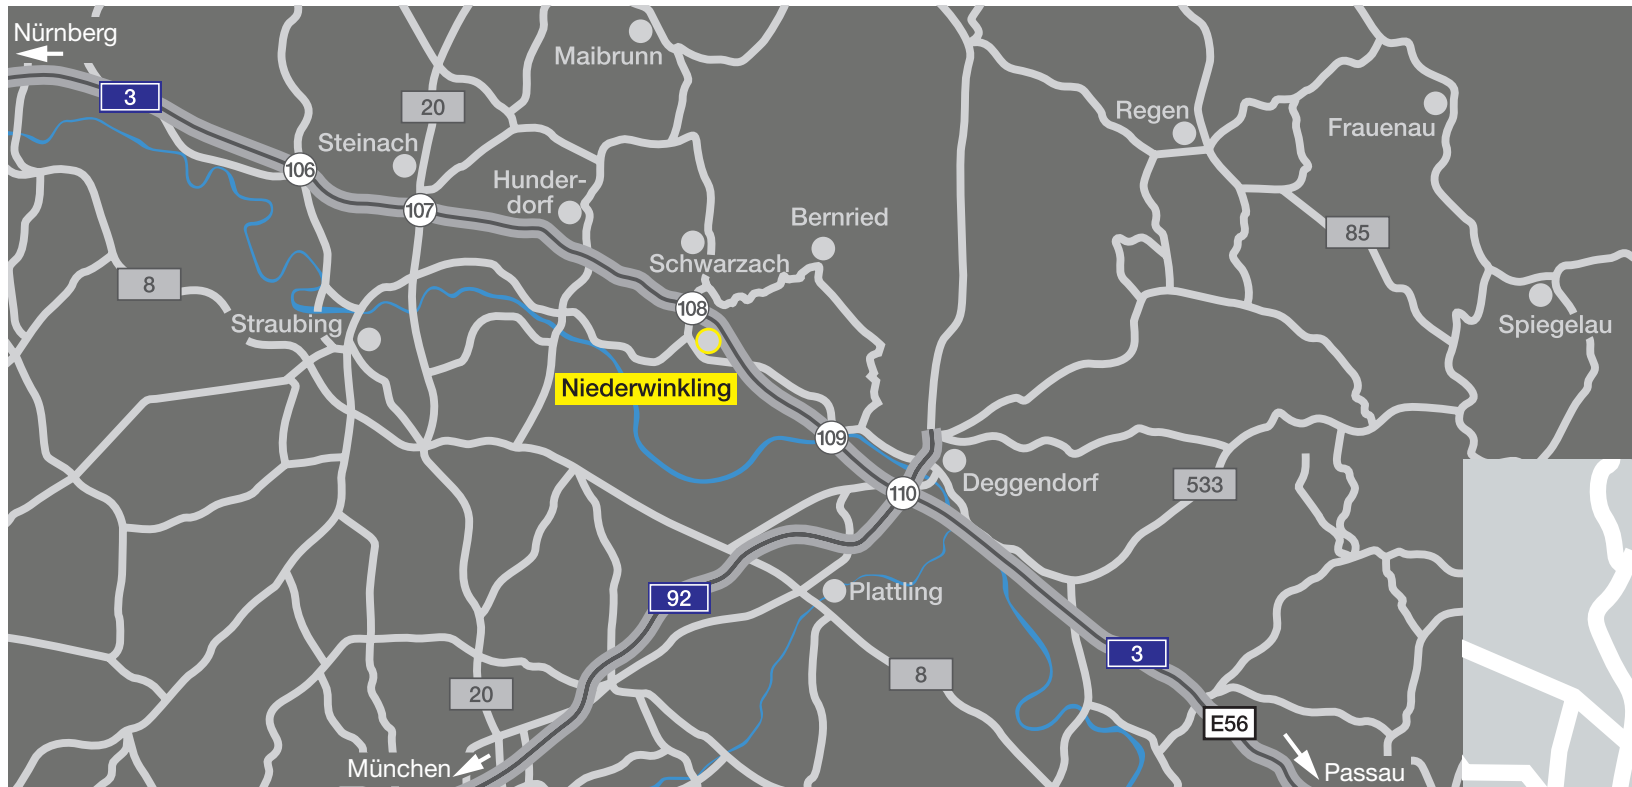 Nürnberg
Maibrunn
3
20
Regen
Frauenau
Steinach
106
Hunder-
dorf
107
Bernried
85
Schwarzach
8
108
Straubing
Spiegelau
Niederwinkling
109
Deggendorf
533
110
Plattling
92
3
8
20
E56
München
Passau